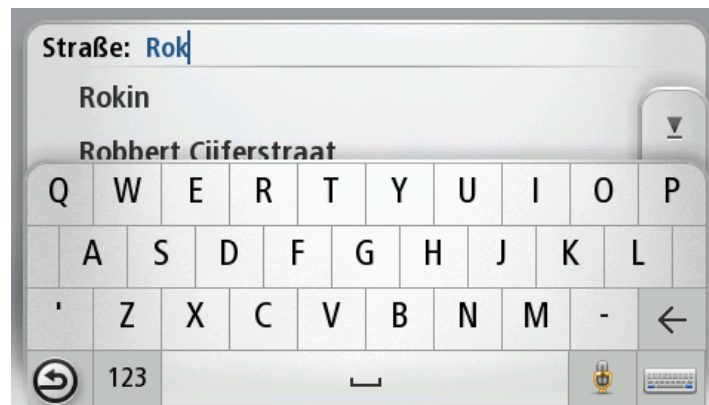 Straße: Rok
Rokin
Robbert Cijferstraat
Q W E R T Y U I O P
A S D F G H J K L
' Z X C V B N M -
123